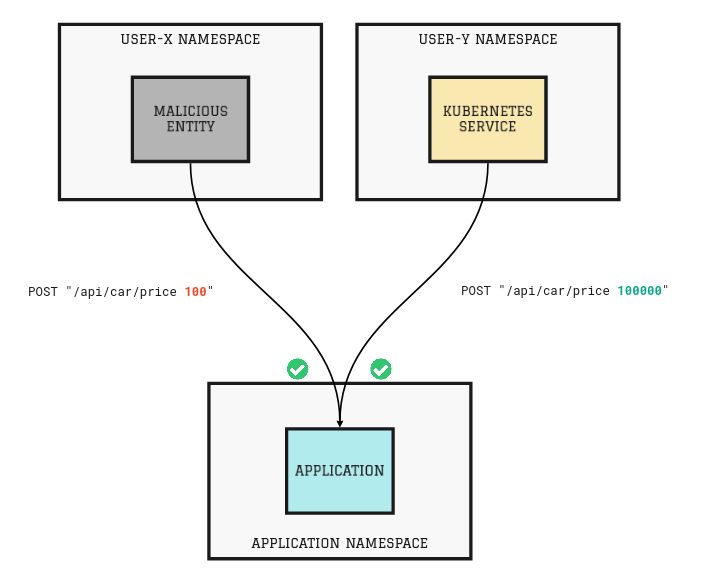 USER-X NAMESPACE
USER-Y NAMESPACE
MALICIOUS
ENTITY
KUBERNETES
SERVICE
POST "/api/car/price 100"
POST "/api/car/price 100000"
APPLICATION
APPLICATION NAMESPACE